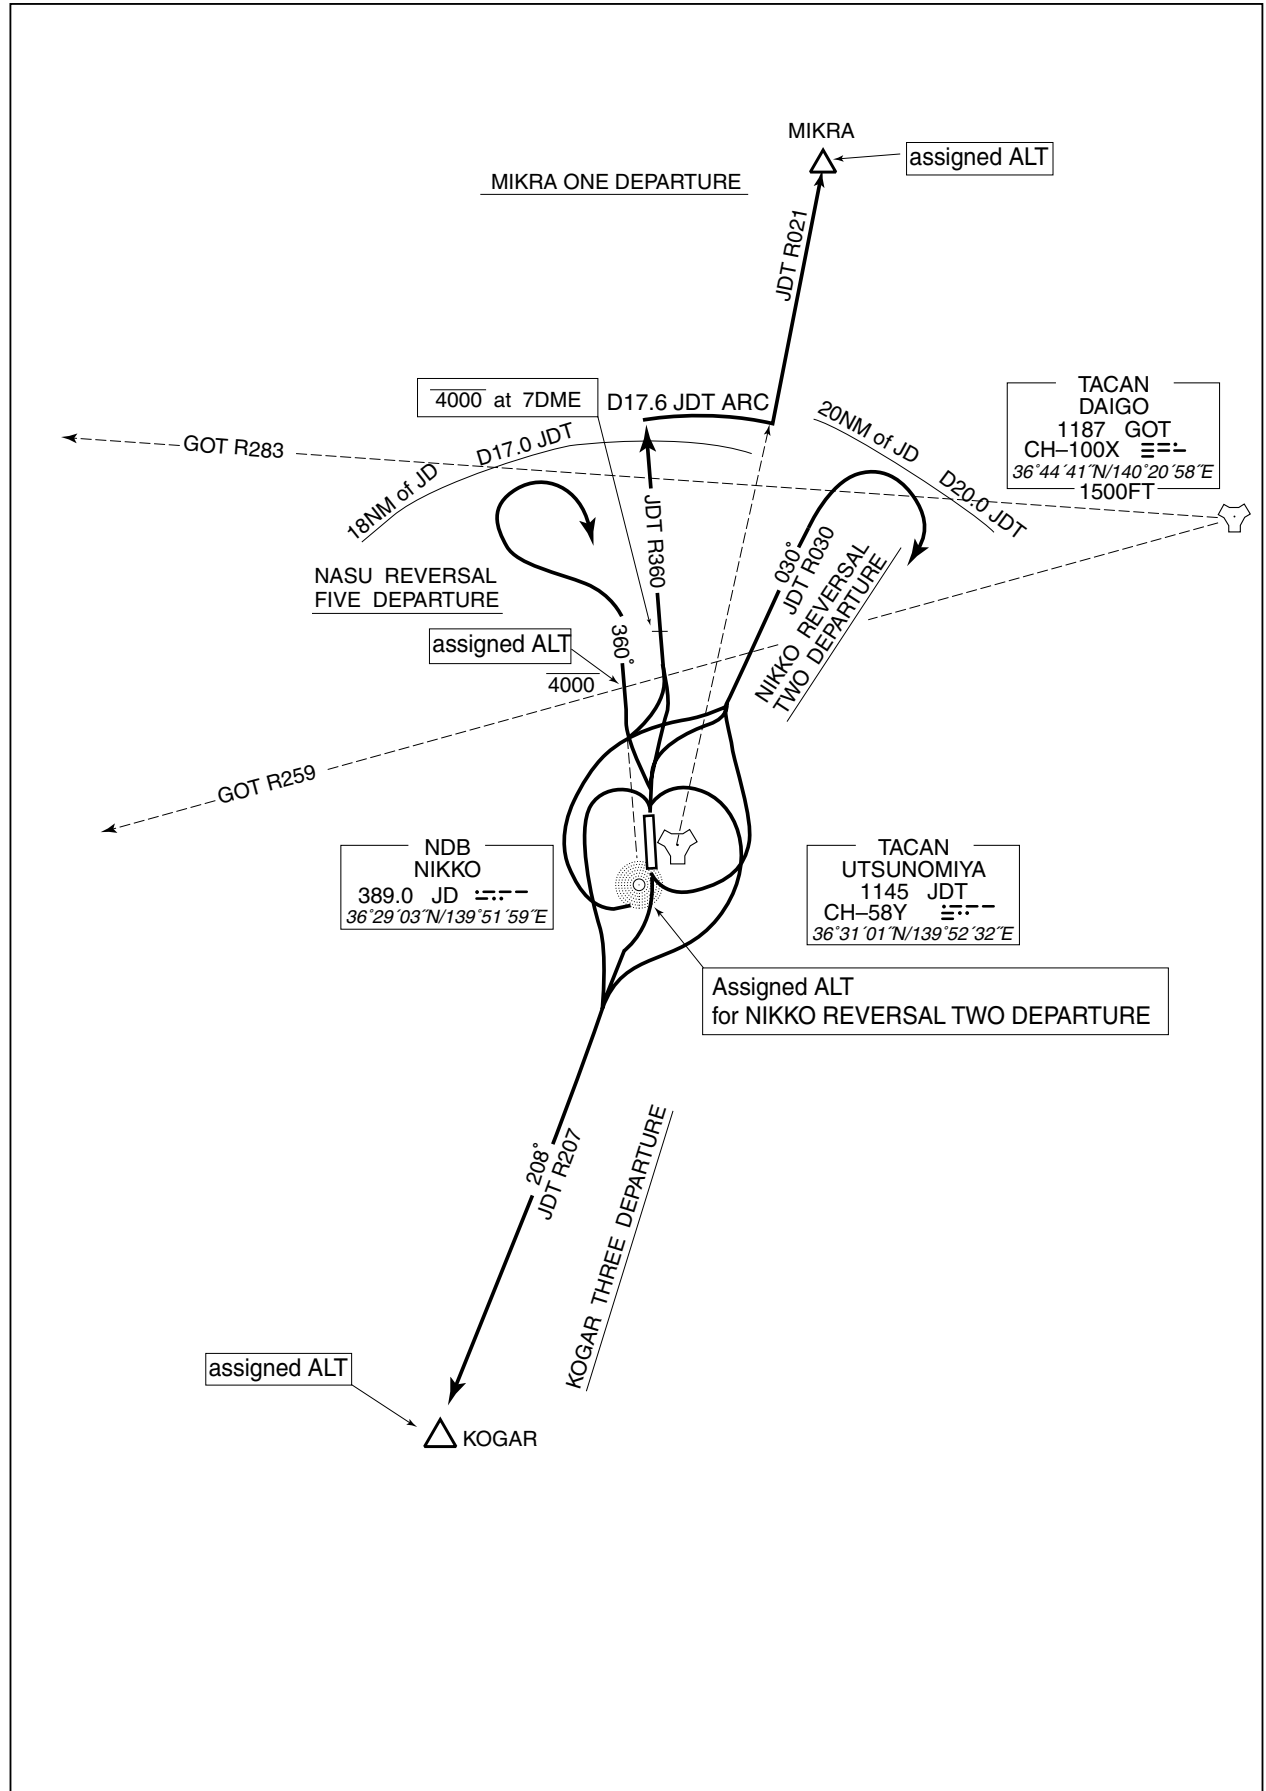 MIKRA
assigned ALT
MIKRA ONE DEPARTURE
JDT R021
4000 at 7DME
D17.6 JDT ARC
TACAN
DAIGO
1187 GOT
CH–100X
36°44′41″N/140°20′58″E
1500FT
GOT R283
18NM of JD
D17.0 JDT
20NM of JD
D20.0 JDT
JDT R360
030°
JDT R030
NIKKO REVERSAL
TWO DEPARTURE
NASU REVERSAL
FIVE DEPARTURE
360°
assigned ALT
4000
GOT R259
NDB
NIKKO
389.0 JD
36°29′03″N/139°51′59″E
TACAN
UTSUNOMIYA
1145 JDT
CH–58Y
36°31′01″N/139°52′32″E
Assigned ALT
for NIKKO REVERSAL TWO DEPARTURE
208°
JDT R207
KOGAR THREE DEPARTURE
assigned ALT
KOGAR